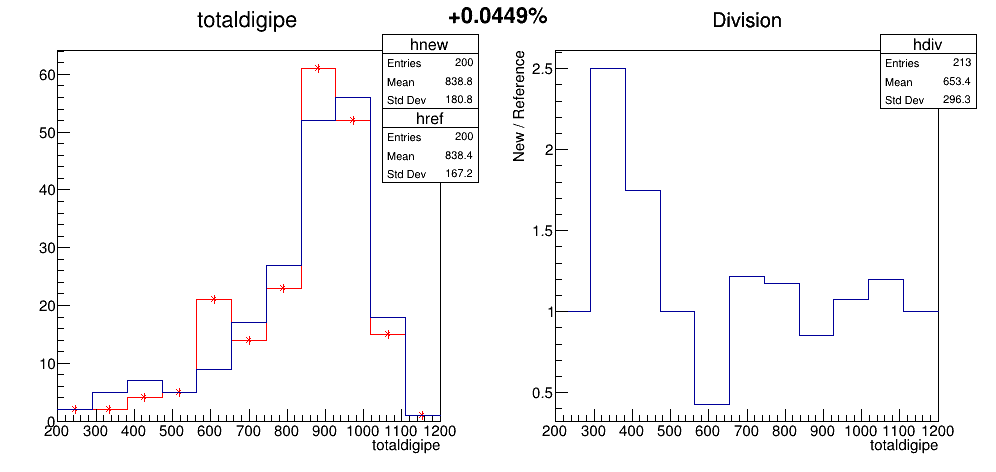 +0.0449%
totaldigipe
hnew
Entries 200
Mean 838.8
Std Dev 180.8
href
Entries 200
Mean 838.4
Std Dev 167.2
60
50
40
30
20
10
0
200 300 400 500 600 700 800 900 1000 1100 1200
totaldigipe
Division
hdiv
Entries 213
Mean 653.4
Std Dev 296.3
New / Reference
2.5
2
1.5
1
0.5
200 300 400 500 600 700 800 900 1000 1100 1200
totaldigipe